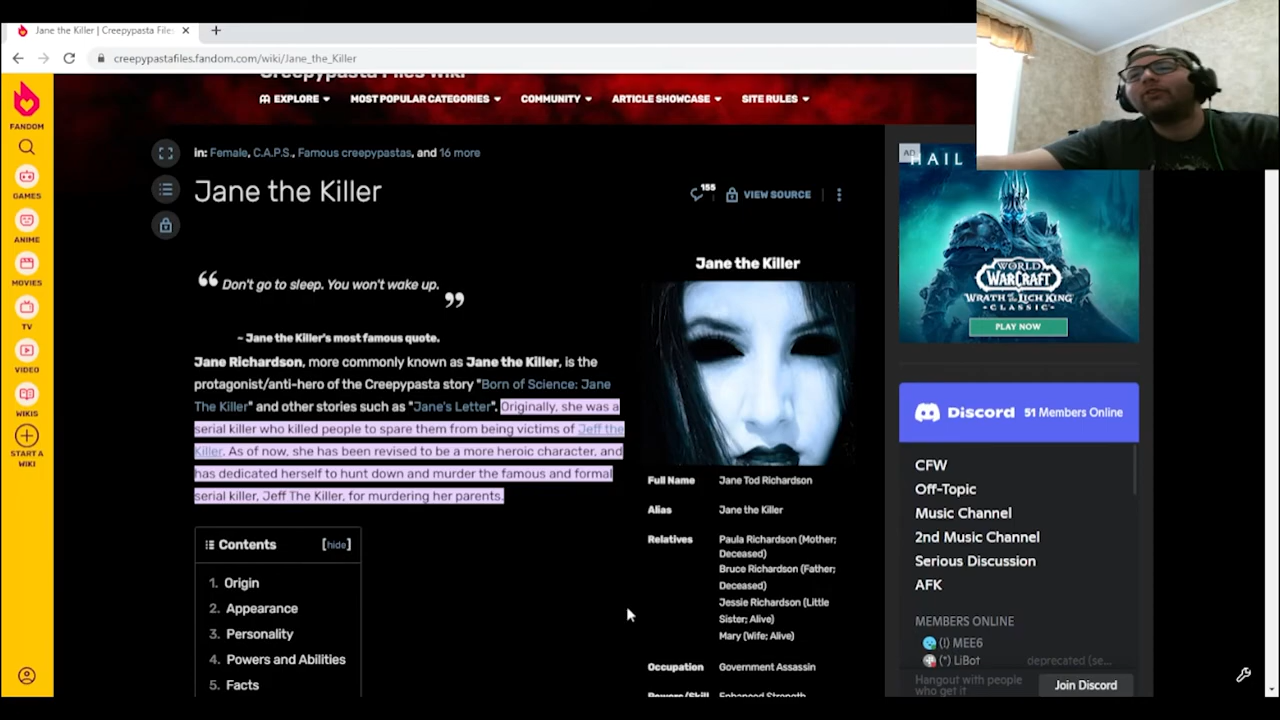 Jane the Killer | Creepypasta Files
creepypastafiles.fandom.com/wiki/Jane_the_Killer
Creepypasta Files Wiki
EXPLORE
MOST POPULAR CATEGORIES
COMMUNITY
ARTICLE SHOWCASE
SITE RULES
FANDOM
GAMES
ANIME
MOVIES
TV
VIDEO
WIKIS
START A
WIKI
in: Female, C.A.P.S., Famous creepypastas, and 16 more
Jane the Killer
155
VIEW SOURCE
“ Don't go to sleep. You won't wake up. ”
~ Jane the Killer's most famous quote.
Jane Richardson, more commonly known as Jane the Killer, is the
protagonist/anti-hero of the Creepypasta story "Born of Science: Jane
The Killer" and other stories such as "Jane's Letter". Originally, she was a
serial killer who killed people to spare them from being victims of Jeff the
Killer. As of now, she has been revised to be a more heroic character, and
has dedicated herself to hunt down and murder the famous and formal
serial killer, Jeff The Killer, for murdering her parents.
Contents [hide]
1. Origin
2. Appearance
3. Personality
4. Powers and Abilities
5. Facts
Jane the Killer
Full Name Jane Tod Richardson
Alias Jane the Killer
Relatives Paula Richardson (Mother;
Deceased)
Bruce Richardson (Father;
Deceased)
Jessie Richardson (Little
Sister; Alive)
Mary (Wife; Alive)
Occupation Government Assassin
Powers/Skill Enhanced Strength
AD
HAIL
WORLD
WARCRAFT
WRATH OF THE LICH KING
CLASSIC
PLAY NOW
Discord 51 Members Online
CFW
Off-Topic
Music Channel
2nd Music Channel
Serious Discussion
AFK
MEMBERS ONLINE
(!) MEE6
(*) LiBot deprecated (se...
Hangout with people
who get it
Join Discord